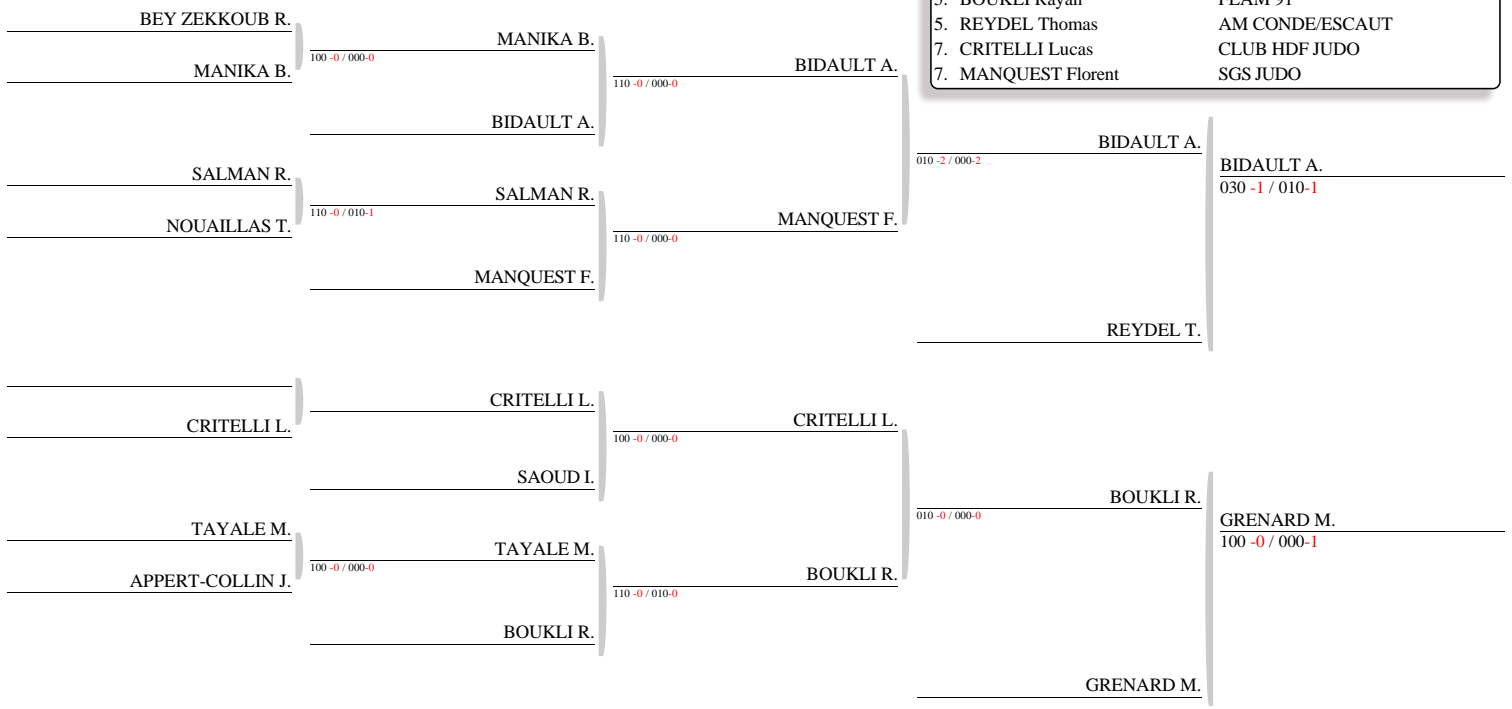 BEY ZEKKOUB R.
MANIKA B.
100 -0 / 000-0
MANIKA B.
BIDAULT A.
110 -0 / 000-0
BIDAULT A.
SALMAN R.
NOUAILLAS T.
110 -0 / 010-1
SALMAN R.
MANQUEST F.
110 -0 / 000-0
MANQUEST F.
010 -2 / 000-2
BIDAULT A.
REYDEL T.
BIDAULT A.
030 -1 / 010-1
CRITELLI L.
CRITELLI L.
SAOUD I.
100 -0 / 000-0
CRITELLI L.
TAYALE M.
APPERT-COLLIN J.
100 -0 / 000-0
TAYALE M.
BOUKLI R.
110 -0 / 010-0
BOUKLI R.
010 -0 / 000-0
BOUKLI R.
GRENARD M.
GRENARD M.
100 -0 / 000-1
5. BOUKLI Rayan FLAM 91
5. REYDEL Thomas AM CONDE/ESCAUT
7. CRITELLI Lucas CLUB HDF JUDO
7. MANQUEST Florent SGS JUDO